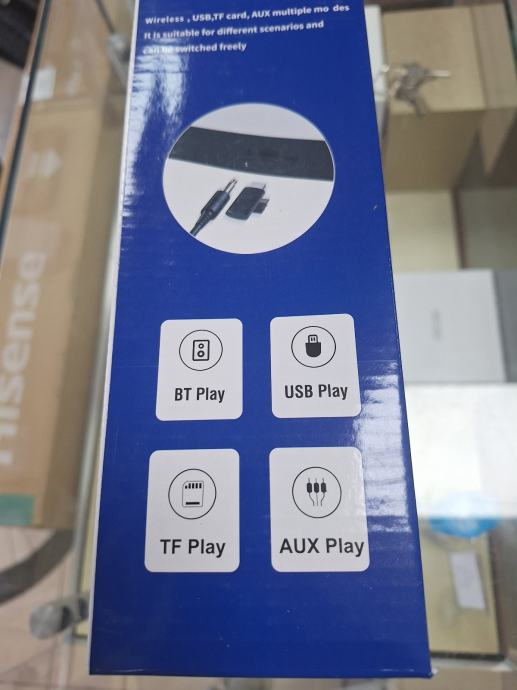 Wireless , USB,TF card, AUX multiple mo des
It is suitable for different scenarios and
can be switched freely
BT Play
USB Play
TF Play
AUX Play
Hisense